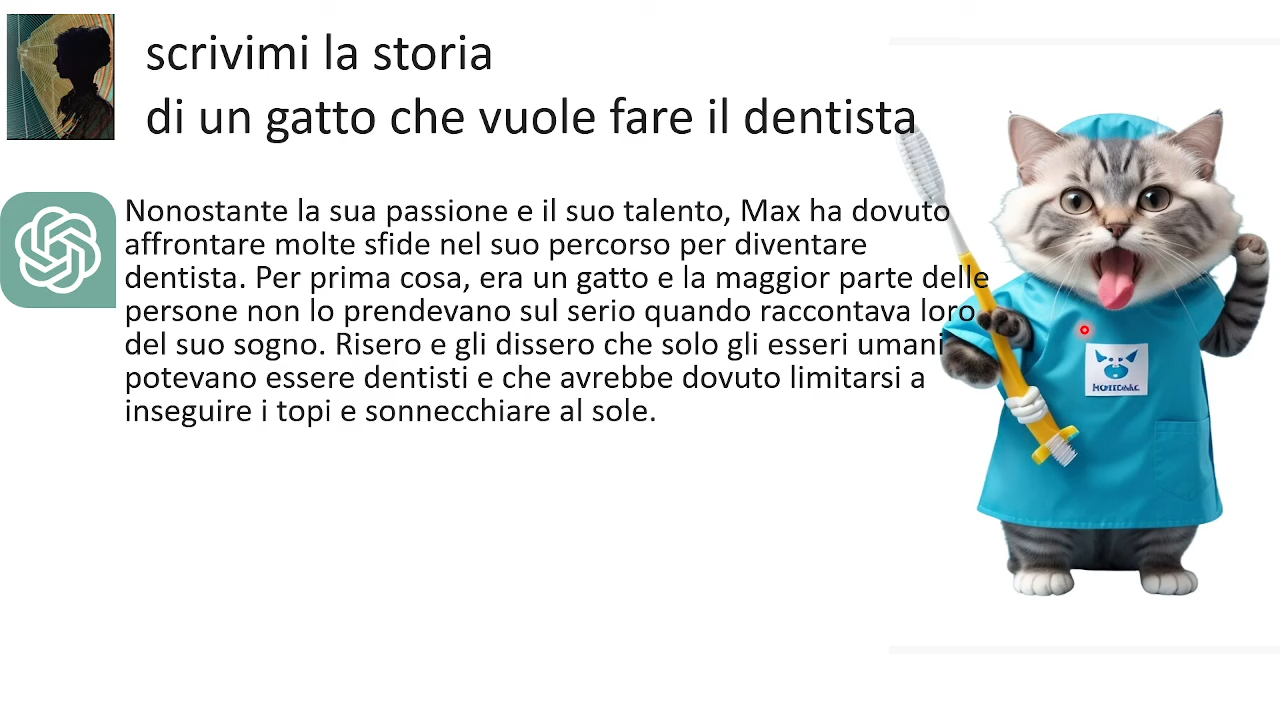 scrivimi la storia
di un gatto che vuole fare il dentista
Nonostante la sua passione e il suo talento, Max ha dovuto
affrontare molte sfide nel suo percorso per diventare
dentista. Per prima cosa, era un gatto e la maggior parte delle
persone non lo prendevano sul serio quando raccontava loro
del suo sogno. Risero e gli dissero che solo gli esseri umani
potevano essere dentisti e che avrebbe dovuto limitarsi a
inseguire i topi e sonnecchiare al sole.